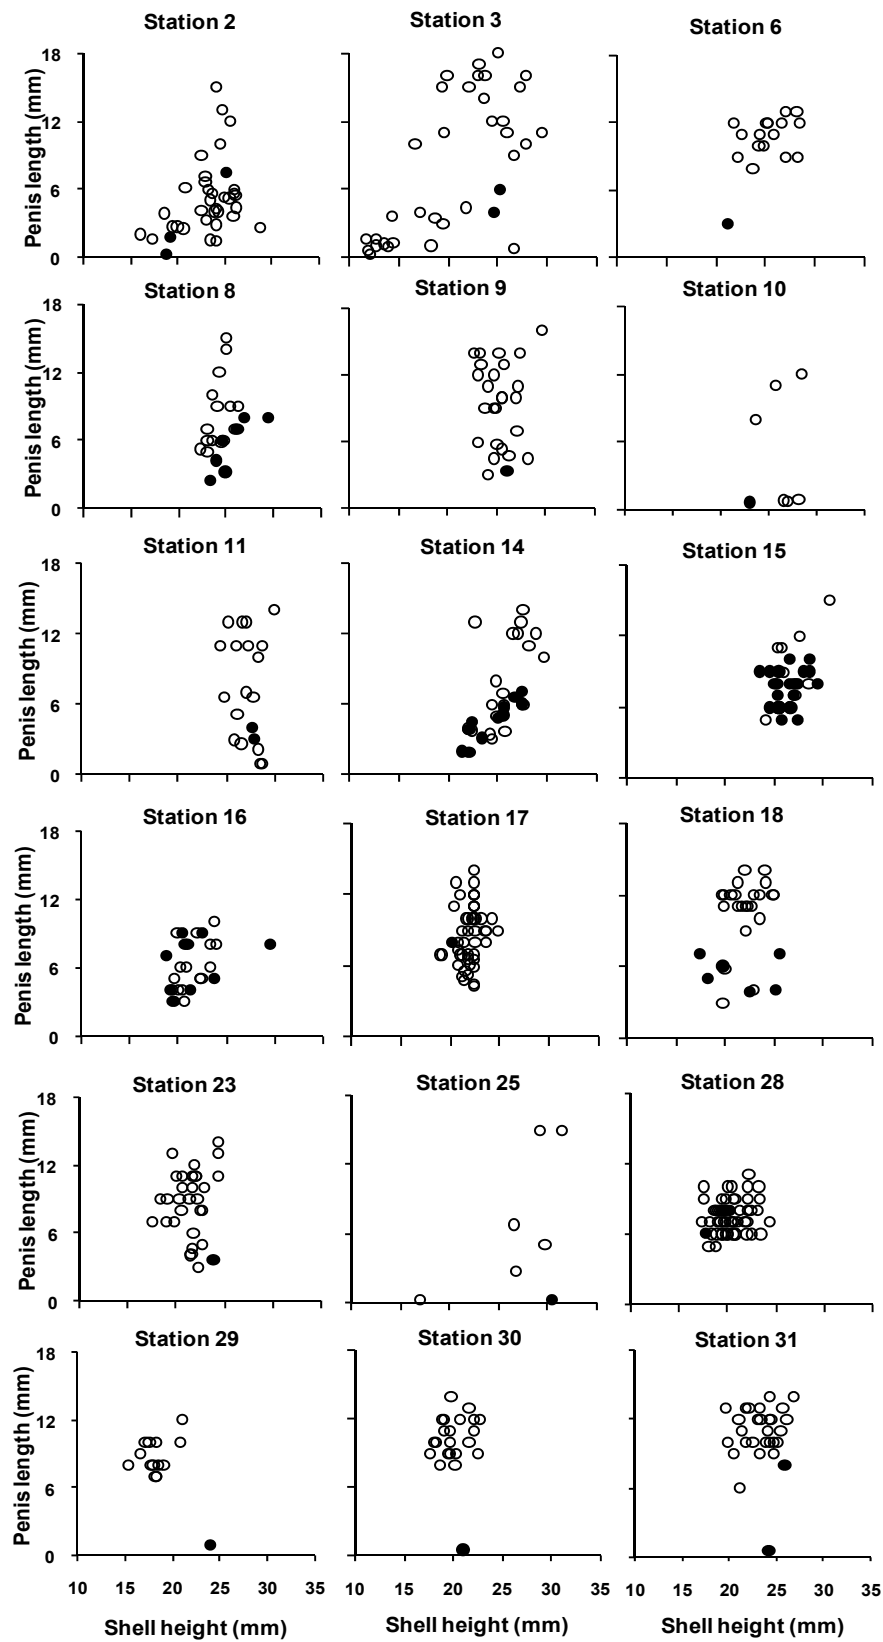 Station 2
Station 3
Station 6
Penis length (mm)
18
12
6
0
Station 8
Station 9
Station 10
Penis length (mm)
18
12
6
0
Station 11
Station 14
Station 15
Penis length (mm)
18
12
6
0
Station 16
Station 17
Station 18
Penis length (mm)
18
12
6
0
Station 23
Station 25
Station 28
Penis length (mm)
18
12
6
0
Station 29
Station 30
Station 31
Penis length (mm)
18
12
6
0
10 15 20 25 30 35
10 15 20 25 30 35
10 15 20 25 30 35
Shell height (mm)
Shell height (mm)
Shell height (mm)